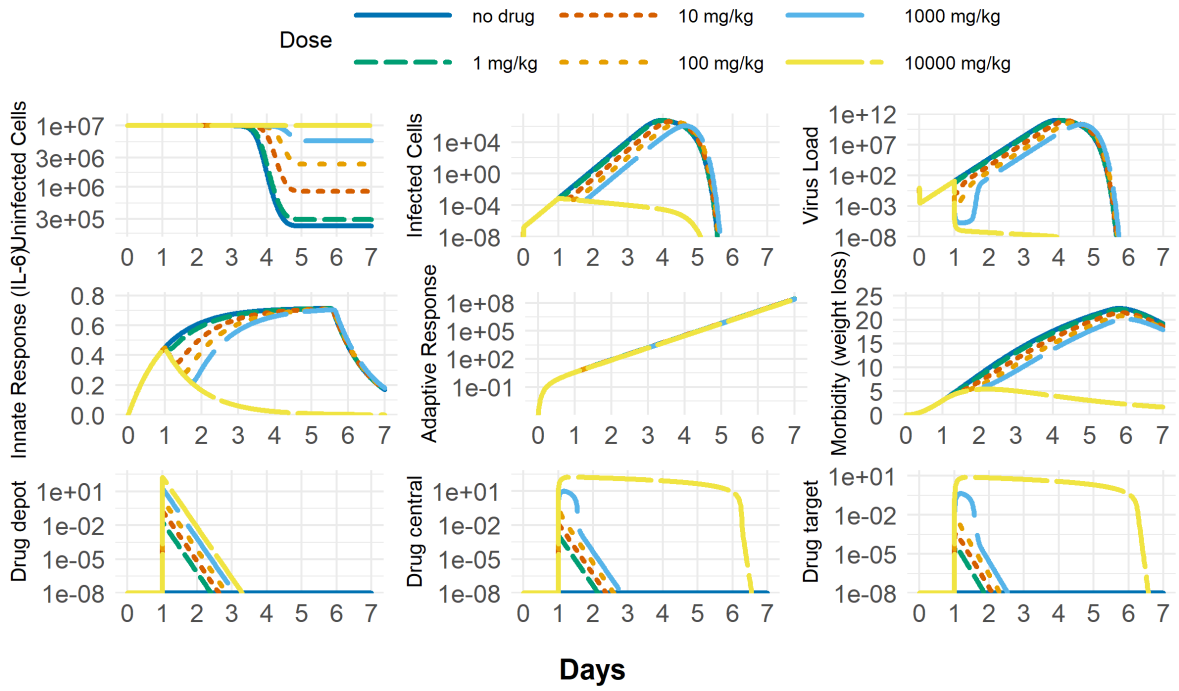 Dose
no drug 10 mg/kg 1000 mg/kg
1 mg/kg 100 mg/kg 10000 mg/kg
Uninfected Cells
1e+07
3e+06
1e+06
3e+05
0 1 2 3 4 5 6 7
Infected Cells
1e+04
1e+00
1e-04
1e-08
0 1 2 3 4 5 6 7
Virus Load
1e+12
1e+07
1e+02
1e-03
1e-08
0 1 2 3 4 5 6 7
Innate Response (IL-6)
0.8
0.6
0.4
0.2
0.0
0 1 2 3 4 5 6 7
Adaptive Response
1e+08
1e+05
1e+02
1e-01
0 1 2 3 4 5 6 7
Morbidity (weight loss)
25
20
15
10
5
0
0 1 2 3 4 5 6 7
Drug depot
1e+01
1e-02
1e-05
1e-08
0 1 2 3 4 5 6 7
Drug central
1e+01
1e-02
1e-05
1e-08
0 1 2 3 4 5 6 7
Drug target
1e+01
1e-02
1e-05
1e-08
0 1 2 3 4 5 6 7
Days